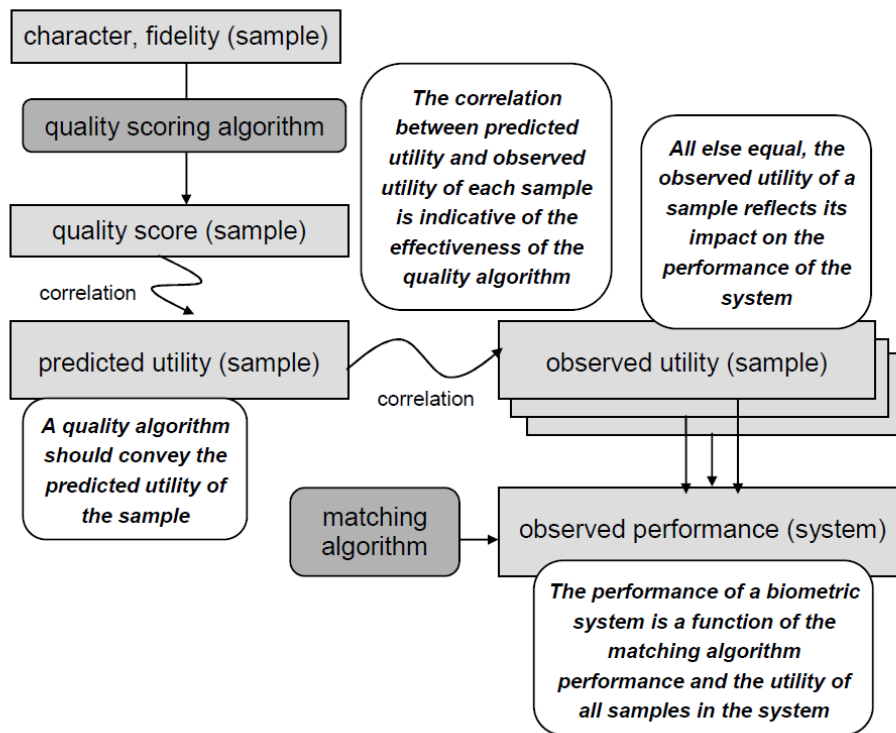 character, fidelity (sample)
quality scoring algorithm
quality score (sample)
correlation
predicted utility (sample)
A quality algorithm
should convey the
predicted utility of
the sample
The correlation
between predicted
utility and observed
utility of each sample
is indicative of the
effectiveness of the
quality algorithm
correlation
All else equal, the
observed utility of a
sample reflects its
impact on the
performance of the
system
observed utility (sample)
matching
algorithm
observed performance (system)
The performance of a biometric
system is a function of the
matching algorithm
performance and the utility of
all samples in the system